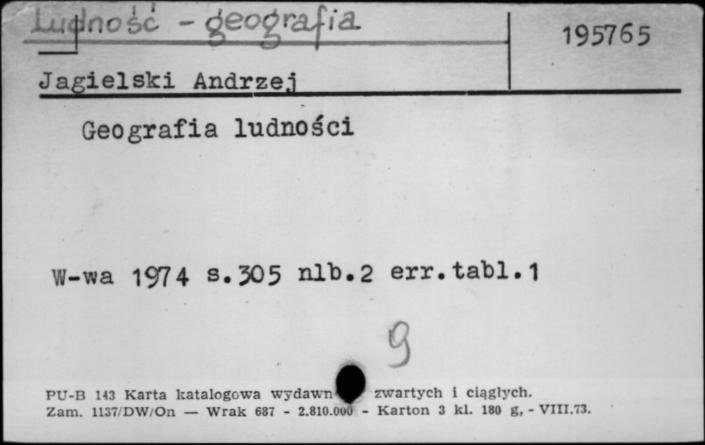 Ludność - geografia
195765
Jagielski Andrzej
Geografia ludności
W-wa 1974 s.305 nlb.2 err.tabl.1
9
PU-B 143 Karta katalogowa wydawn zwartych i ciągłych.
Zam. 1137/DW/On — Wrak 687 - 2.810.000 - Karton 3 kl. 180 g, - VIII.73.